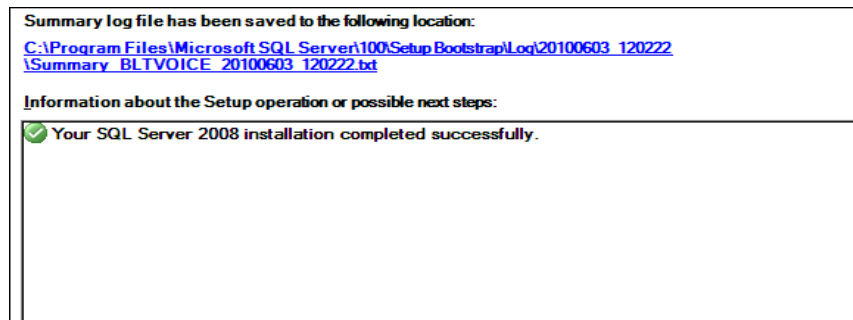 Summary log file has been saved to the following location:
C:\Program Files\Microsoft SQL Server\100\Setup Bootstrap\Log\20100603_120222
\Summary_BLTVOICE_20100603_120222.txt
Information about the Setup operation or possible next steps:
Your SQL Server 2008 installation completed successfully.